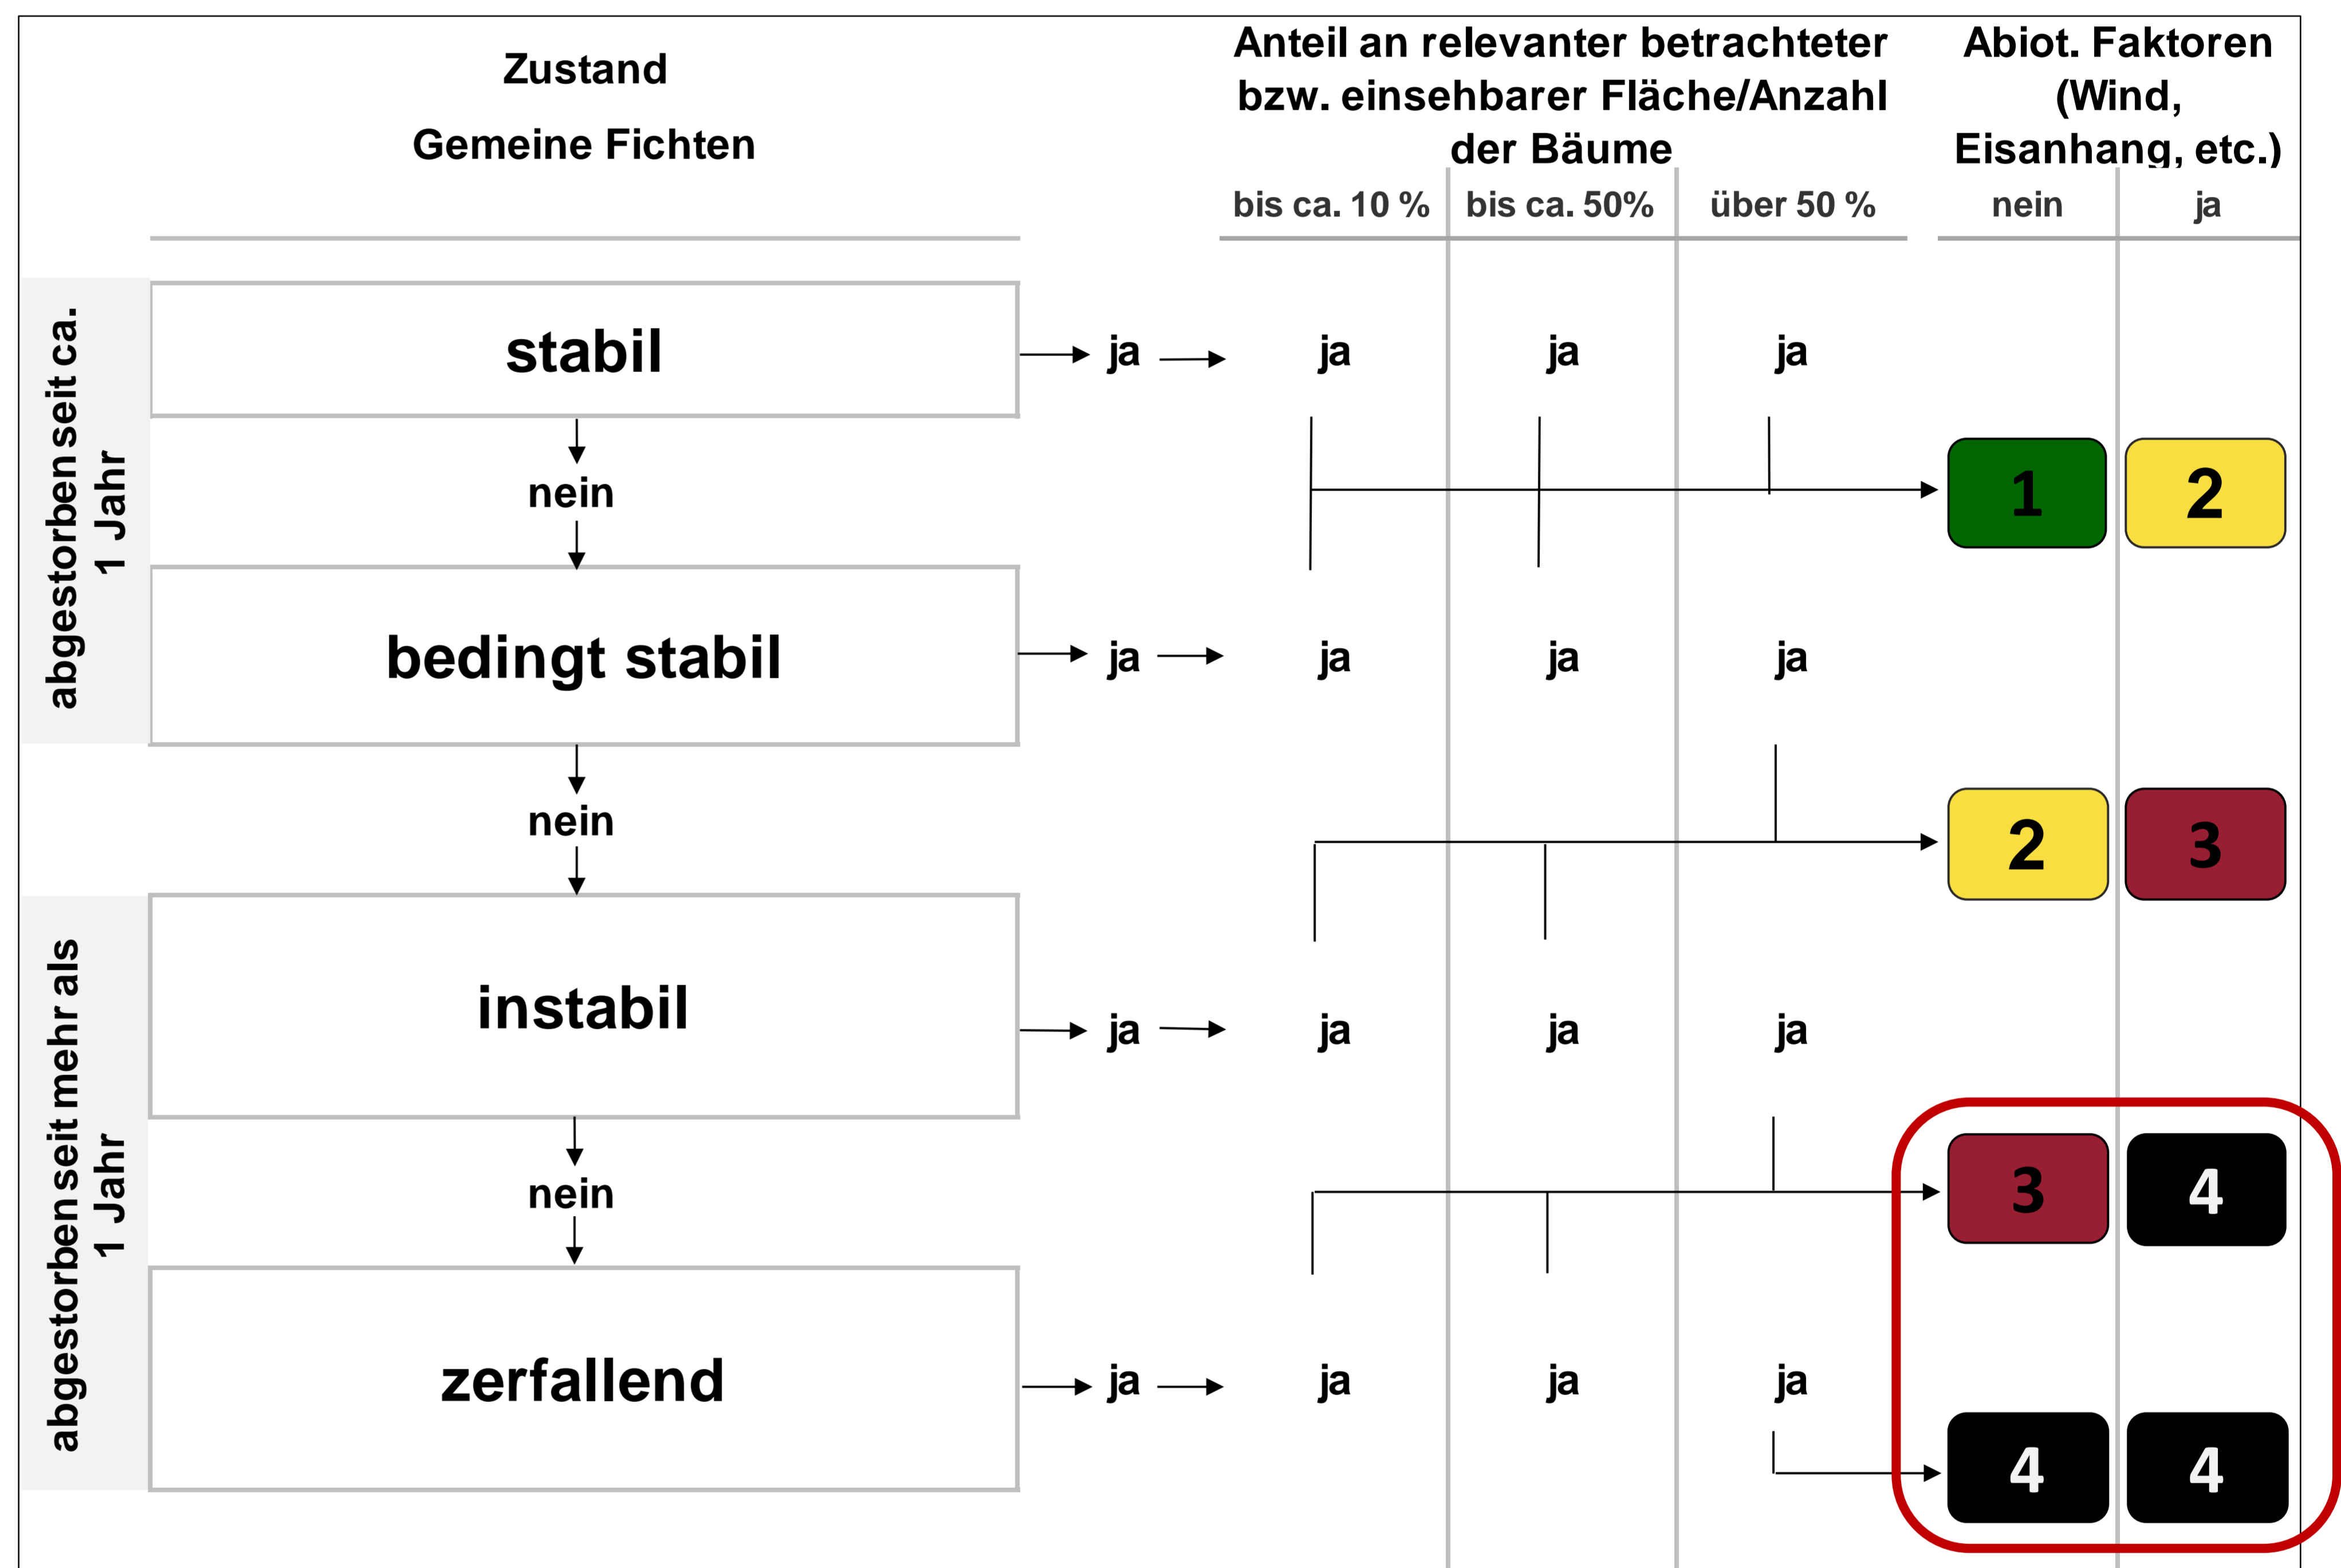 Zustand
Gemeine Fichten
Anteil an relevanter betrachteter
bzw. einsehbarer Fläche/Anzahl
der Bäume
Abiot. Faktoren
(Wind,
Eisanhang, etc.)
bis ca. 10 %
bis ca. 50%
über 50 %
nein
ja
abgestorben seit ca.
1 Jahr
stabil
ja
ja
ja
ja
nein
1
2
bedingt stabil
ja
ja
ja
ja
nein
2
3
abgestorben seit mehr als
1 Jahr
instabil
ja
ja
ja
ja
nein
3
4
zerfallend
ja
ja
ja
ja
4
4